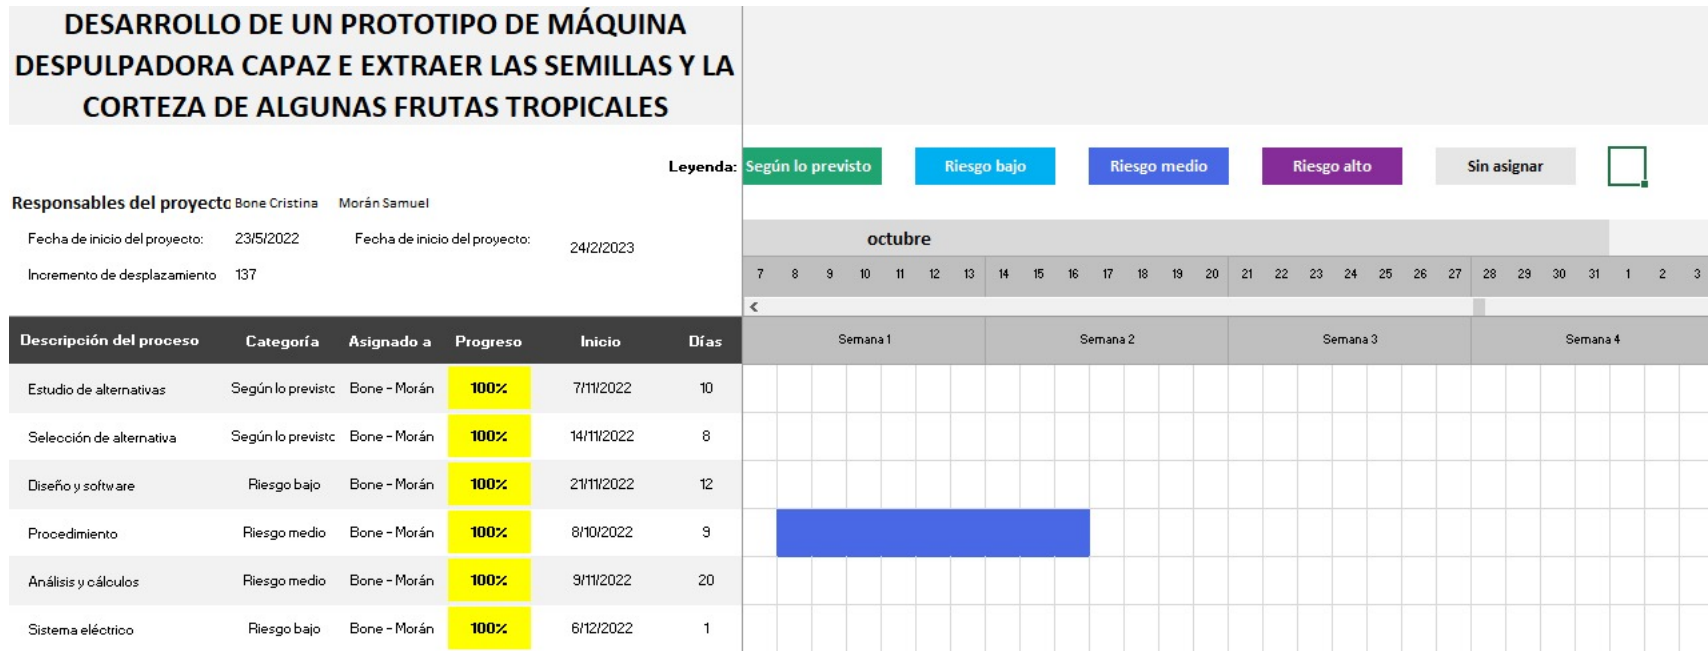 DESARROLLO DE UN PROTOTIPO DE MÁQUINA
DESPULPADORA CAPAZ E EXTRAER LAS SEMILLAS Y LA
CORTEZA DE ALGUNAS FRUTAS TROPICALES
Leyenda: Según lo previsto Riesgo bajo Riesgo medio Riesgo alto Sin asignar
Responsables del proyecto Bone Cristina Morán Samuel
Fecha de inicio del proyecto: 23/5/2022 Fecha de inicio del proyecto: 24/2/2023
octubre
Incremento de desplazamiento 137
7 8 9 10 11 12 13 14 15 16 17 18 19 20 21 22 23 24 25 26 27 28 29 30 31 1 2 3
Descripción del proceso Categoría Asignado a Progreso Inicio Días Semana 1 Semana 2 Semana 3 Semana 4
Estudio de alternativas Según lo previsto Bone - Morán 100% 7/11/2022 10
Selección de alternativa Según lo previsto Bone - Morán 100% 14/11/2022 8
Diseño y software Riesgo bajo Bone - Morán 100% 21/11/2022 12
Procedimiento Riesgo medio Bone - Morán 100% 8/10/2022 9
Análisis y cálculos Riesgo medio Bone - Morán 100% 9/11/2022 20
Sistema eléctrico Riesgo bajo Bone - Morán 100% 6/12/2022 1